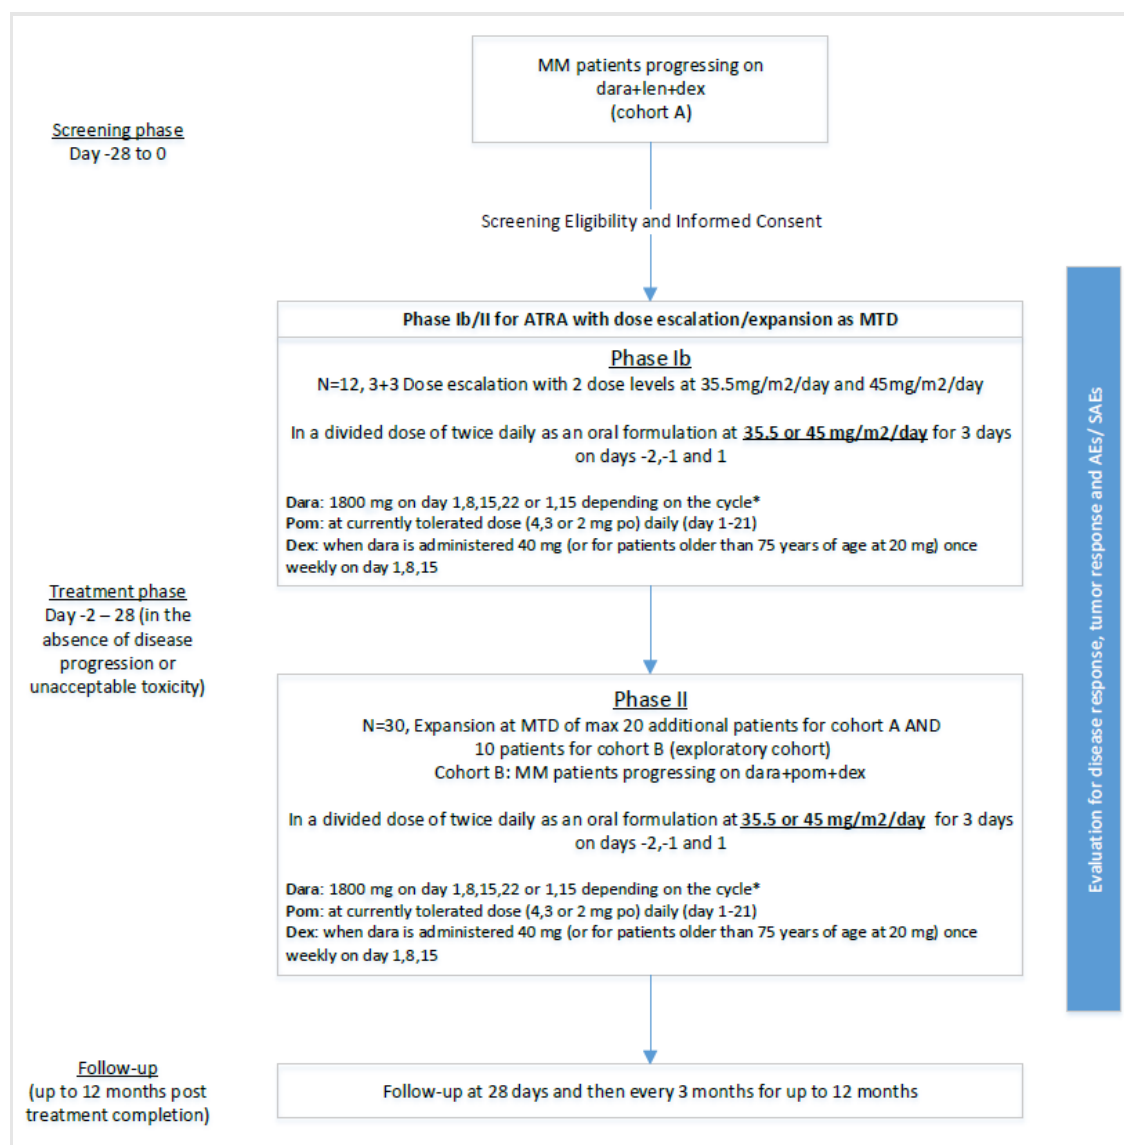 MM patients progressing on
dara+len+dex
(cohort A)
Screening phase
Day -28 to 0
Screening Eligibility and Informed Consent
Phase Ib/II for ATRA with dose escalation/expansion as MTD
Phase Ib
N=12, 3+3 Dose escalation with 2 dose levels at 35.5mg/m2/day and 45mg/m2/day
In a divided dose of twice daily as an oral formulation at 35.5 or 45 mg/m2/day for 3 days
on days -2,-1 and 1
Dara: 1800 mg on day 1,8,15,22 or 1,15 depending on the cycle*
Pom: at currently tolerated dose (4,3 or 2 mg po) daily (day 1-21)
Dex: when dara is administered 40 mg (or for patients older than 75 years of age at 20 mg) once
weekly on day 1,8,15
Treatment phase
Day -2 – 28 (in the
absence of disease
progression or
unacceptable toxicity)
Phase II
N=30, Expansion at MTD of max 20 additional patients for cohort A AND
10 patients for cohort B (exploratory cohort)
Cohort B: MM patients progressing on dara+pom+dex
In a divided dose of twice daily as an oral formulation at 35.5 or 45 mg/m2/day for 3 days
on days -2,-1 and 1
Dara: 1800 mg on day 1,8,15,22 or 1,15 depending on the cycle*
Pom: at currently tolerated dose (4,3 or 2 mg po) daily (day 1-21)
Dex: when dara is administered 40 mg (or for patients older than 75 years of age at 20 mg) once
weekly on day 1,8,15
Evaluation for disease response, tumor response and AEs/ SAEs
Follow-up
(up to 12 months post
treatment completion)
Follow-up at 28 days and then every 3 months for up to 12 months